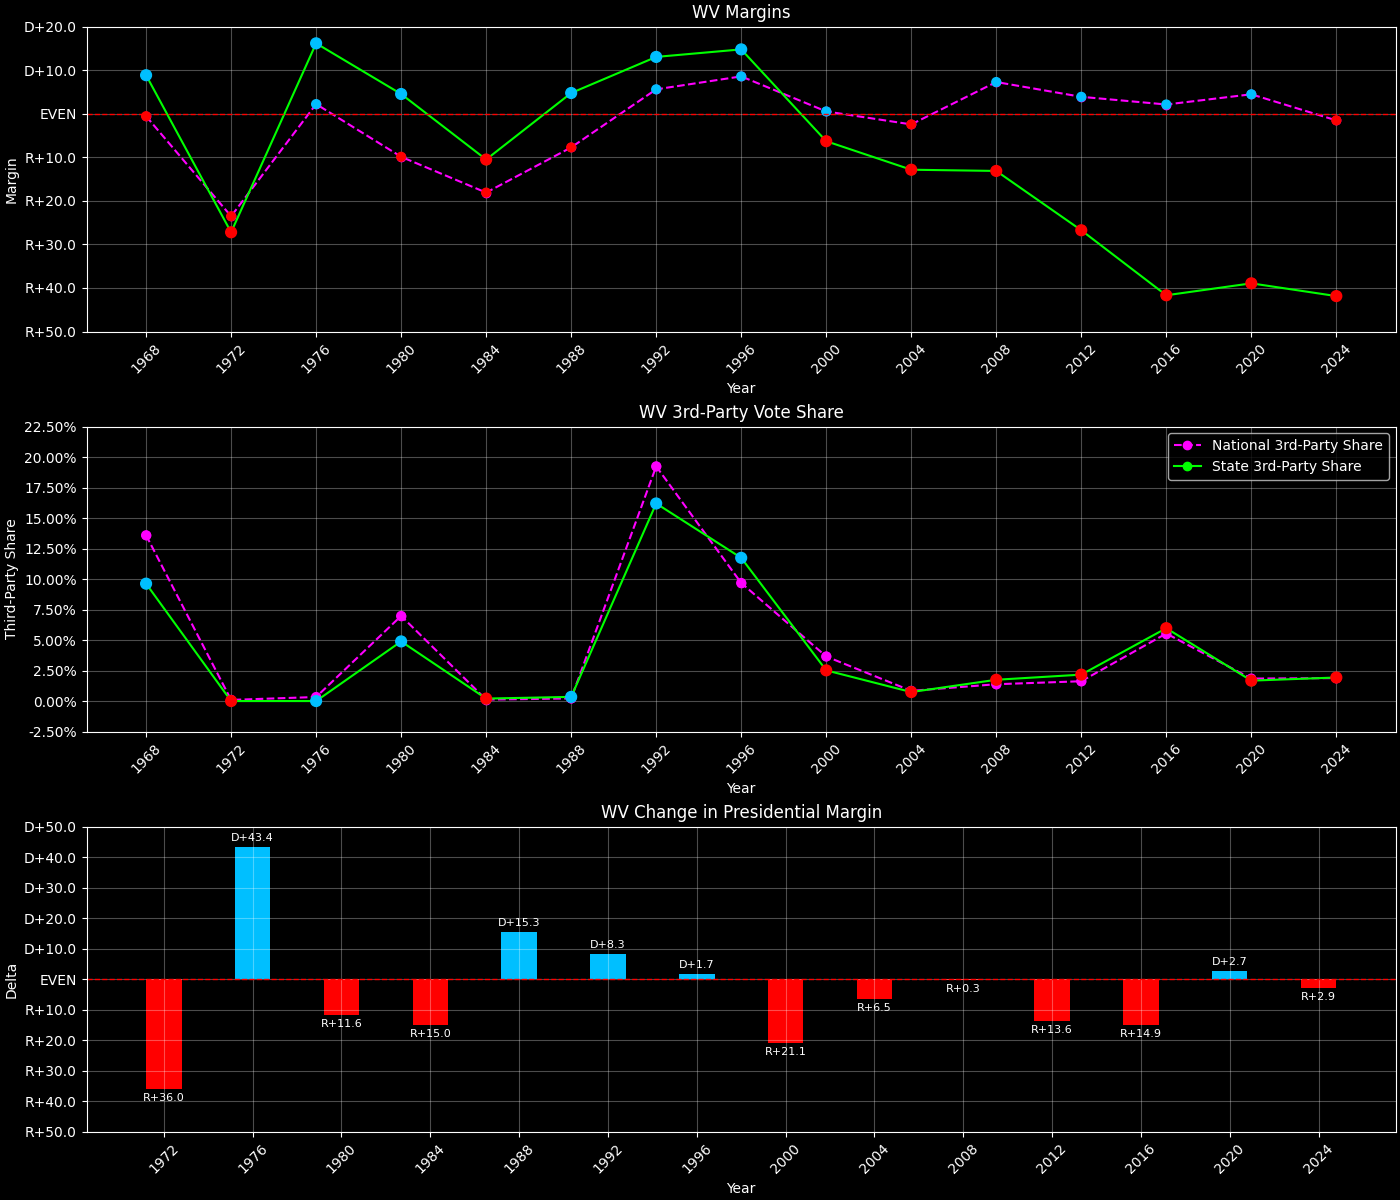 WV Margins
D+20.0
D+10.0
EVEN
R+10.0
R+20.0
R+30.0
R+40.0
R+50.0
Margin
1968 1972 1976 1980 1984 1988 1992 1996 2000 2004 2008 2012 2016 2020 2024
Year
WV 3rd-Party Vote Share
22.50%
20.00%
17.50%
15.00%
12.50%
10.00%
7.50%
5.00%
2.50%
0.00%
-2.50%
Third-Party Share
National 3rd-Party Share
State 3rd-Party Share
1968 1972 1976 1980 1984 1988 1992 1996 2000 2004 2008 2012 2016 2020 2024
Year
WV Change in Presidential Margin
D+50.0
D+40.0
D+30.0
D+20.0
D+10.0
EVEN
R+10.0
R+20.0
R+30.0
R+40.0
R+50.0
Delta
R+36.0
D+43.4
R+11.6
R+15.0
D+15.3
D+8.3
D+1.7
R+21.1
R+6.5
R+0.3
R+13.6
R+14.9
D+2.7
R+2.9
1972 1976 1980 1984 1988 1992 1996 2000 2004 2008 2012 2016 2020 2024
Year